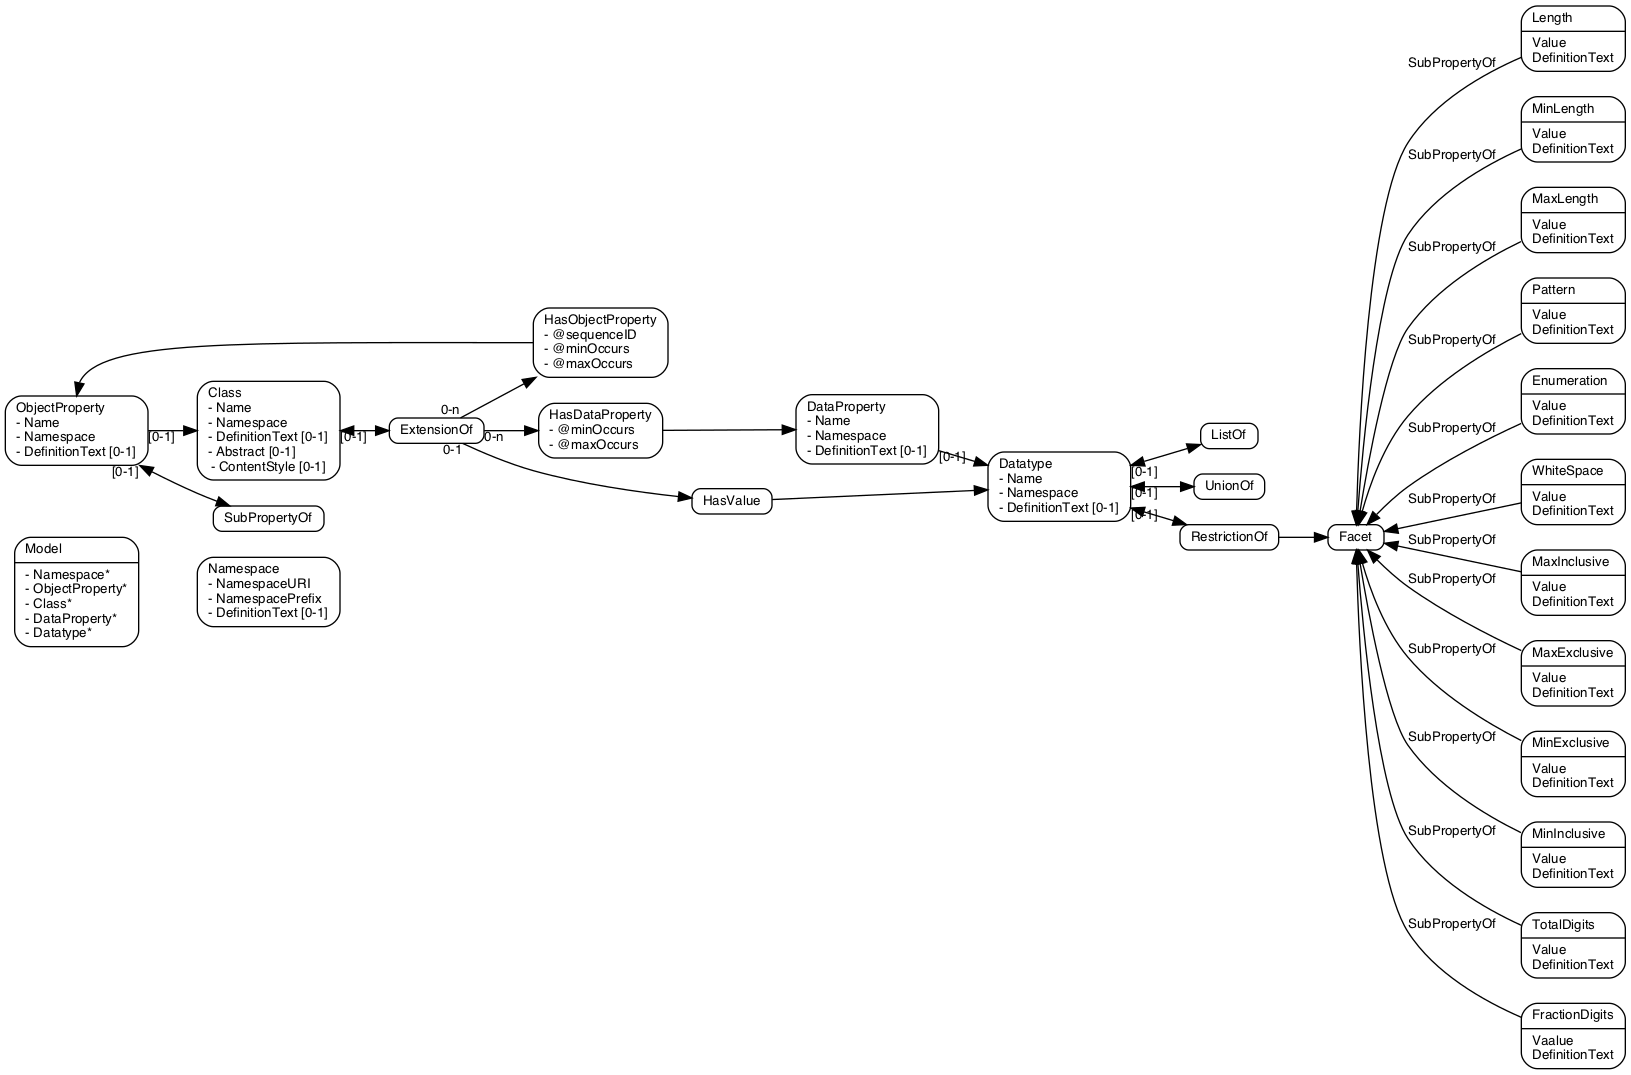 Length
Value
DefinitionText
SubPropertyOf
MinLength
Value
DefinitionText
SubPropertyOf
MaxLength
Value
DefinitionText
SubPropertyOf
Pattern
Value
DefinitionText
SubPropertyOf
Enumeration
Value
DefinitionText
SubPropertyOf
WhiteSpace
Value
DefinitionText
SubPropertyOf
MaxInclusive
Value
DefinitionText
SubPropertyOf
MaxExclusive
Value
DefinitionText
SubPropertyOf
MinExclusive
Value
DefinitionText
SubPropertyOf
MinInclusive
Value
DefinitionText
SubPropertyOf
TotalDigits
Value
DefinitionText
SubPropertyOf
FractionDigits
Vaalue
DefinitionText
SubPropertyOf
HasObjectProperty
- @sequenceID
- @minOccurs
- @maxOccurs
ObjectProperty
- Name
- Namespace
- DefinitionText [0-1]
[0-1]
[0-1]
Class
- Name
- Namespace
- DefinitionText [0-1]
- Abstract [0-1]
- ContentStyle [0-1]
[0-1]
ExtensionOf
0-n
0-n
0-1
HasDataProperty
- @minOccurs
- @maxOccurs
DataProperty
- Name
- Namespace
- DefinitionText [0-1]
[0-1]
HasValue
Datatype
- Name
- Namespace
- DefinitionText [0-1]
[0-1]
[0-1]
[0-1]
ListOf
UnionOf
RestrictionOf
Facet
SubPropertyOf
Model
- Namespace*
- ObjectProperty*
- Class*
- DataProperty*
- Datatype*
Namespace
- NamespaceURI
- NamespacePrefix
- DefinitionText [0-1]